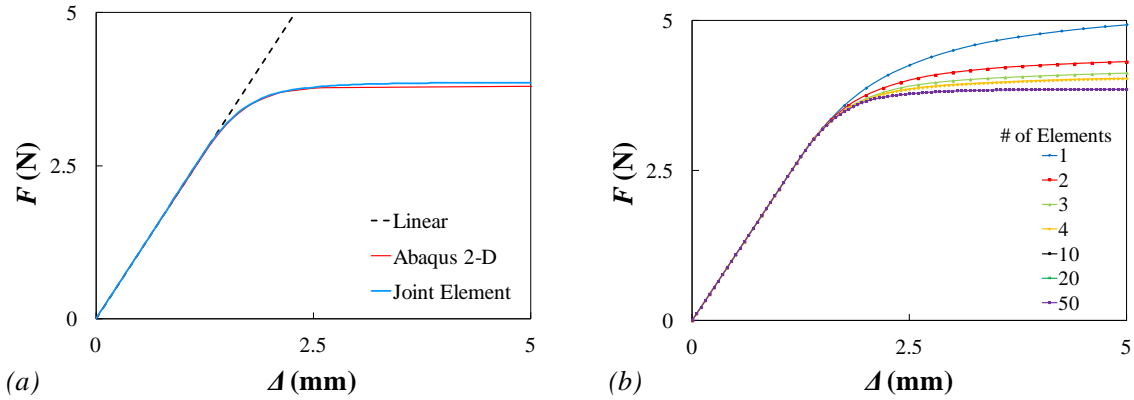 5
F (N)
2.5
0
Linear
Abaqus 2-D
Joint Element
0
2.5
5
(a)
Δ (mm)
5
F (N)
2.5
0
# of Elements
1
2
3
4
10
20
50
0
2.5
5
(b)
Δ (mm)